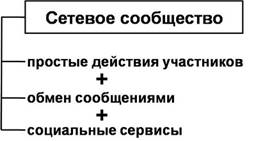 Сетевое сообщество
простые действия участников
+
обмен сообщениями
+
социальные сервисы